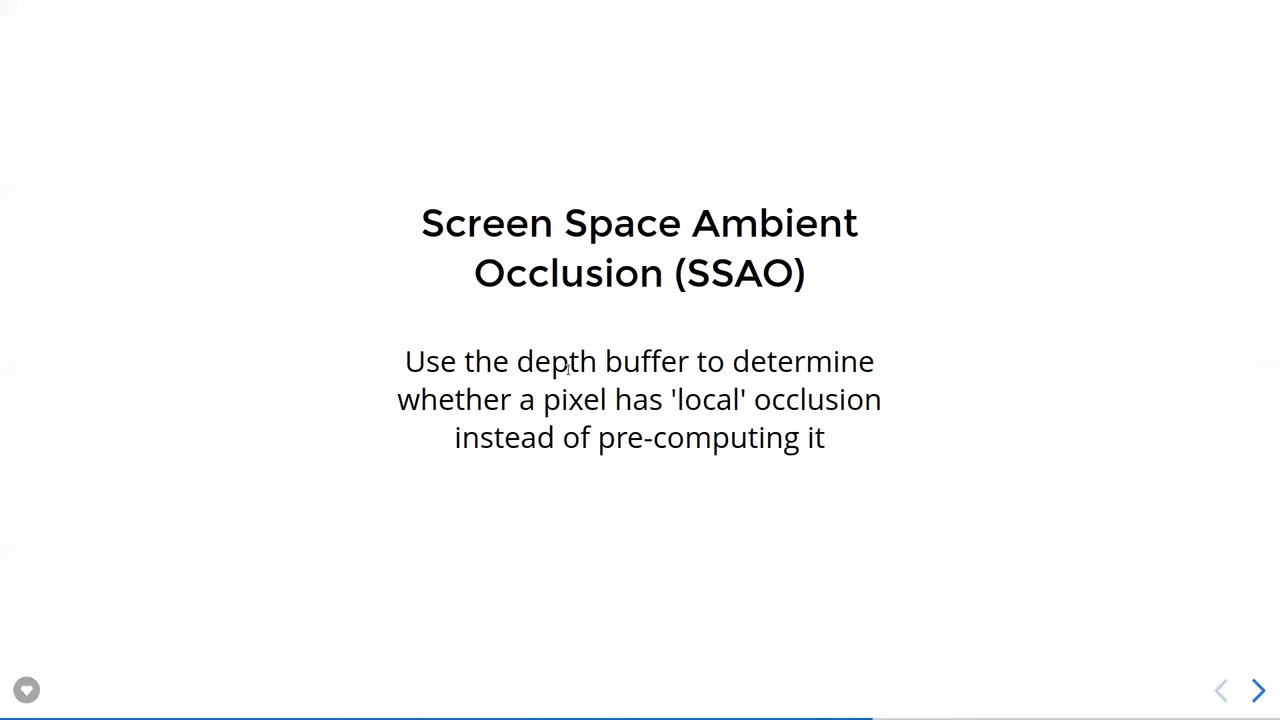 Screen Space Ambient
Occlusion (SSAO)
Use the depth buffer to determine
whether a pixel has 'local' occlusion
instead of pre-computing it